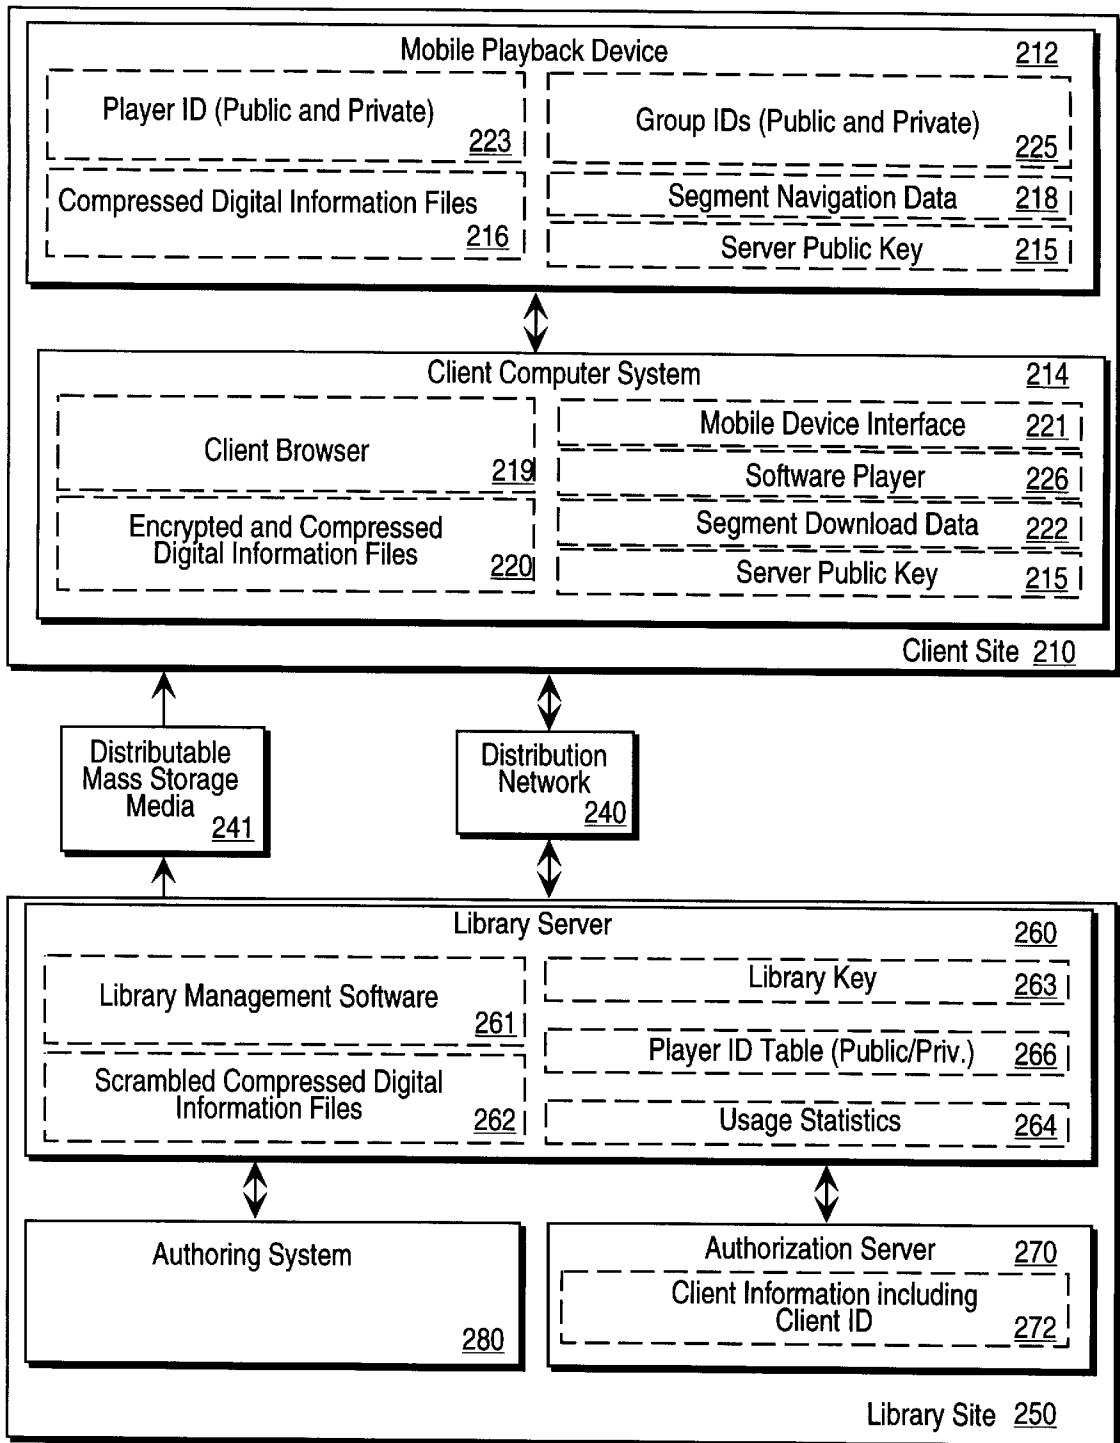 Mobile Playback Device 212
Player ID (Public and Private)
223
Group IDs (Public and Private)
225
Compressed Digital Information Files
216
Segment Navigation Data 218
Server Public Key 215
Client Computer System 214
Client Browser
219
Mobile Device Interface 221
Software Player 226
Encrypted and Compressed
Digital Information Files
220
Segment Download Data 222
Server Public Key 215
Client Site 210
Distributable
Mass Storage
Media
241
Distribution
Network
240
Library Server 260
Library Management Software
261
Library Key 263
Player ID Table (Public/Priv.) 266
Scrambled Compressed Digital
Information Files
262
Usage Statistics 264
Authoring System
280
Authorization Server 270
Client Information including
Client ID
272
Library Site 250